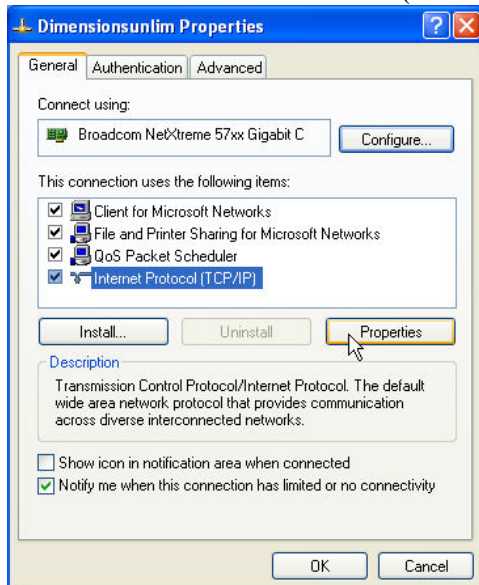 Dimensionsunlim Properties
General Authentication Advanced
Connect using:
Broadcom NetXtreme 57xx Gigabit C
Configure...
This connection uses the following items:
Client for Microsoft Networks
File and Printer Sharing for Microsoft Networks
QoS Packet Scheduler
Internet Protocol (TCP/IP)
Install... Uninstall Properties
Description
Transmission Control Protocol/Internet Protocol. The default
wide area network protocol that provides communication
across diverse interconnected networks.
Show icon in notification area when connected
Notify me when this connection has limited or no connectivity
OK Cancel